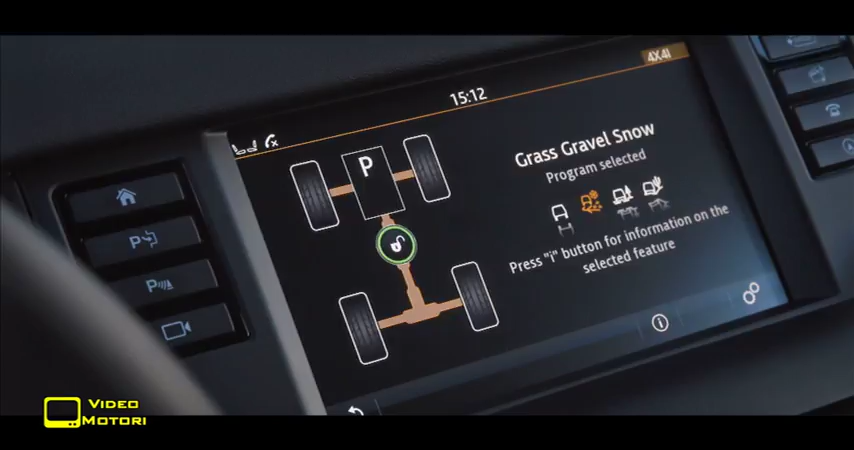 4X4i
15:12
P
Grass Gravel Snow
Program selected
Press "i" button for information on the
selected feature
P
P
i
VIDEO
MOTORI